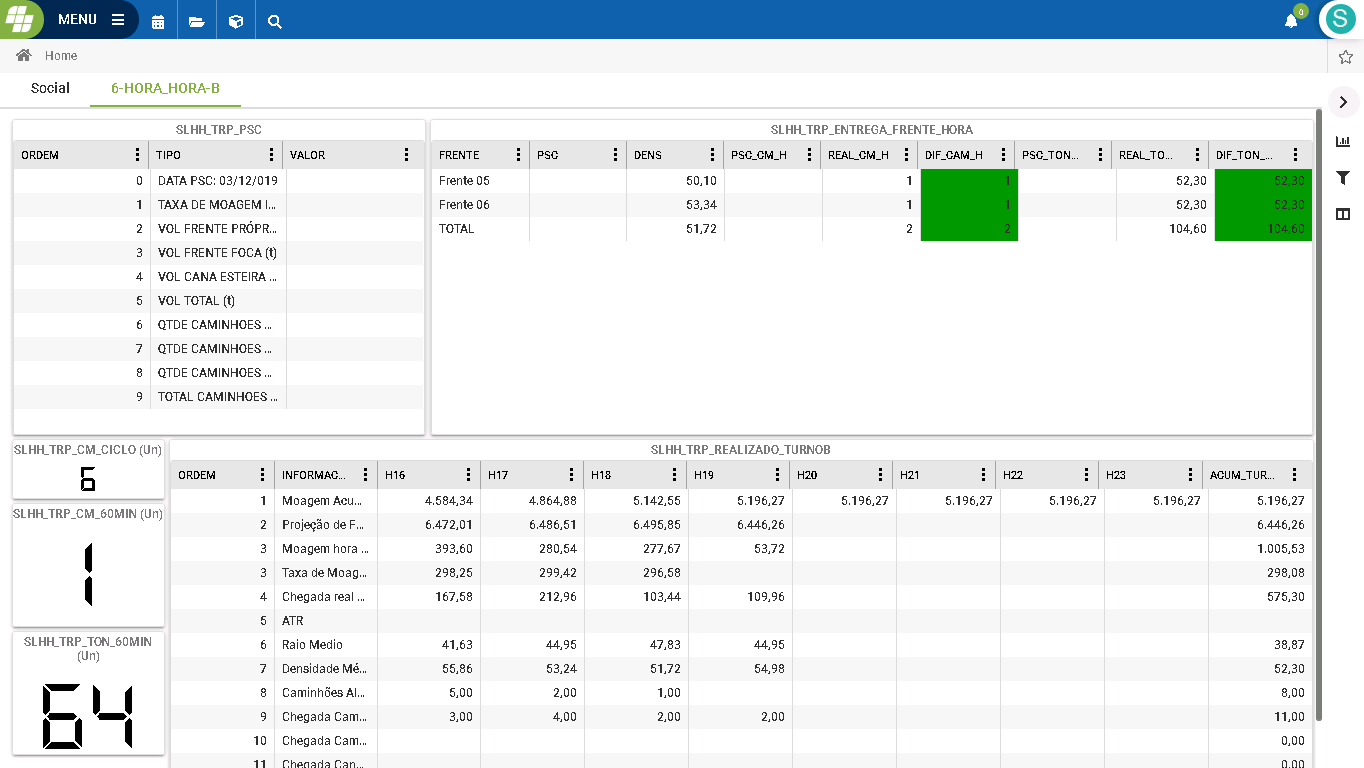 MENU
0
S
Home
Social 6-HORA_HORA-B
SLHH_TRP_PSC
ORDEM TIPO VALOR
0 DATA PSC: 03/12/019
1 TAXA DE MOAGEM I...
2 VOL FRENTE PRÓPR...
3 VOL FRENTE FOCA (t)
4 VOL CANA ESTEIRA ...
5 VOL TOTAL (t)
6 QTDE CAMINHOES ...
7 QTDE CAMINHOES ...
8 QTDE CAMINHOES ...
9 TOTAL CAMINHOES ...
SLHH_TRP_ENTREGA_FRENTE_HORA
FRENTE PSC DENS PSC_CM_H REAL_CM_H DIF_CAM_H PSC_TON... REAL_TO... DIF_TON_...
Frente 05 50,10 1 1 52,30 52,30
Frente 06 53,34 1 1 52,30 52,30
TOTAL 51,72 2 2 104,60 104,60
SLHH_TRP_CM_CICLO (Un)
6
SLHH_TRP_CM_60MIN (Un)
1
SLHH_TRP_TON_60MIN
(Un)
64
SLHH_TRP_REALIZADO_TURNOB
ORDEM INFORMAC... H16 H17 H18 H19 H20 H21 H22 H23 ACUM_TUR...
1 Moagem Acu... 4.584,34 4.864,88 5.142,55 5.196,27 5.196,27 5.196,27 5.196,27 5.196,27 5.196,27
2 Projeção de F... 6.472,01 6.486,51 6.495,85 6.446,26 6.446,26
3 Moagem hora ... 393,60 280,54 277,67 53,72 1.005,53
3 Taxa de Moag... 298,25 299,42 296,58 298,08
4 Chegada real ... 167,58 212,96 103,44 109,96 575,30
5 ATR
6 Raio Medio 41,63 44,95 47,83 44,95 38,87
7 Densidade Mé... 55,86 53,24 51,72 54,98 52,30
8 Caminhões Al... 5,00 2,00 1,00 8,00
9 Chegada Cam... 3,00 4,00 2,00 2,00 11,00
10 Chegada Cam... 0,00
11 Chegada Can... 0,00